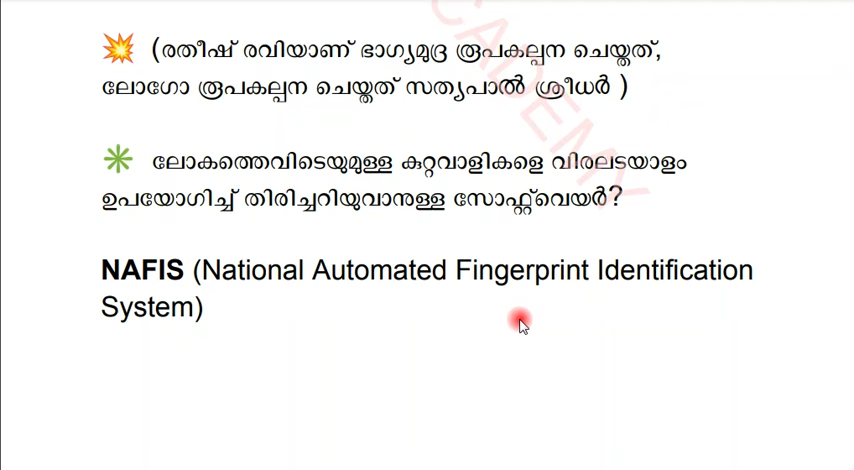 💥 (രതീഷ് രവിയാണ് ഭാഗ്യമുദ്ര രൂപകല്പന ചെയ്തത്,
ലോഗോ രൂപകല്പന ചെയ്തത് സത്യപാൽ ശ്രീധർ )
✳️ ലോകത്തെവിടെയുമുള്ള കുറ്റവാളികളെ വിരലടയാളം
ഉപയോഗിച്ച് തിരിച്ചറിയുവാനുള്ള സോഫ്റ്റ്‌വെയർ?
NAFIS (National Automated Fingerprint Identification
System)
CADEMY